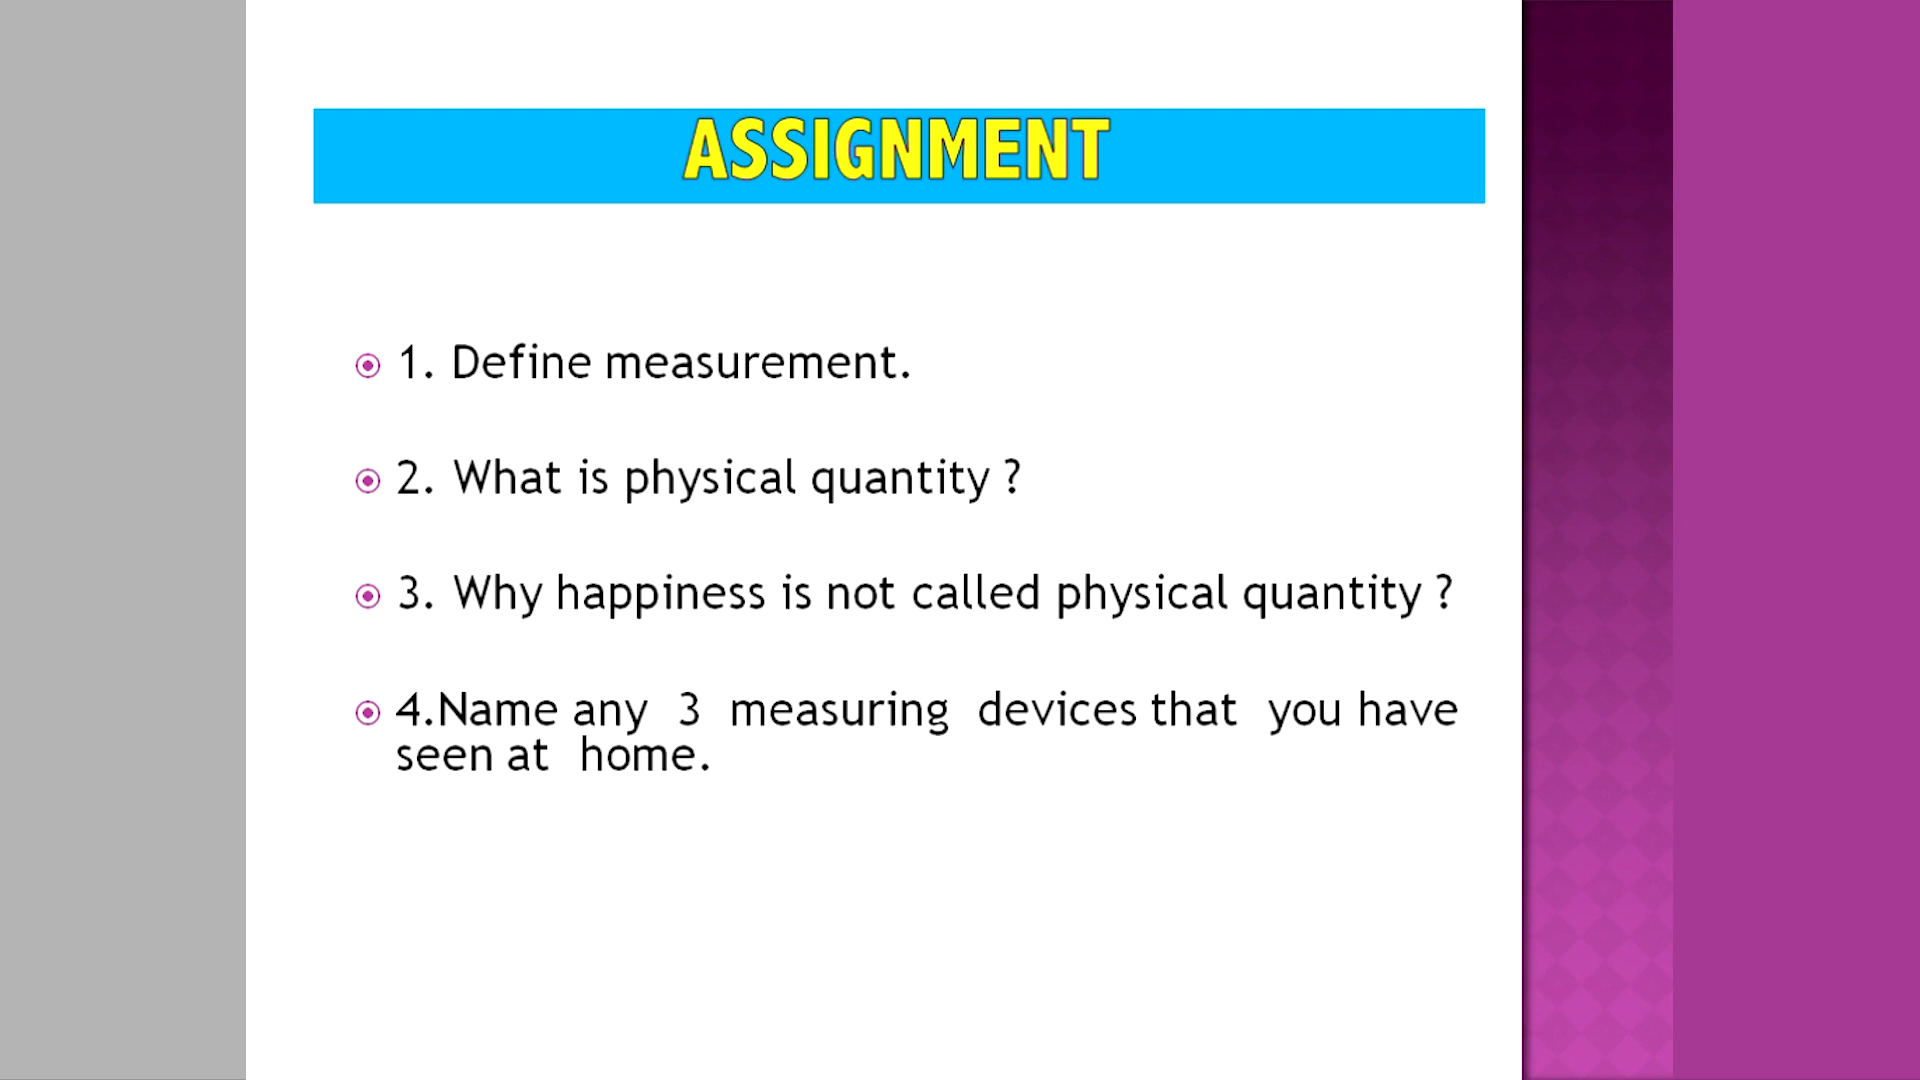 ASSIGNMENT
1. Define measurement.
2. What is physical quantity ?
3. Why happiness is not called physical quantity ?
4.Name any 3 measuring devices that you have
seen at home.